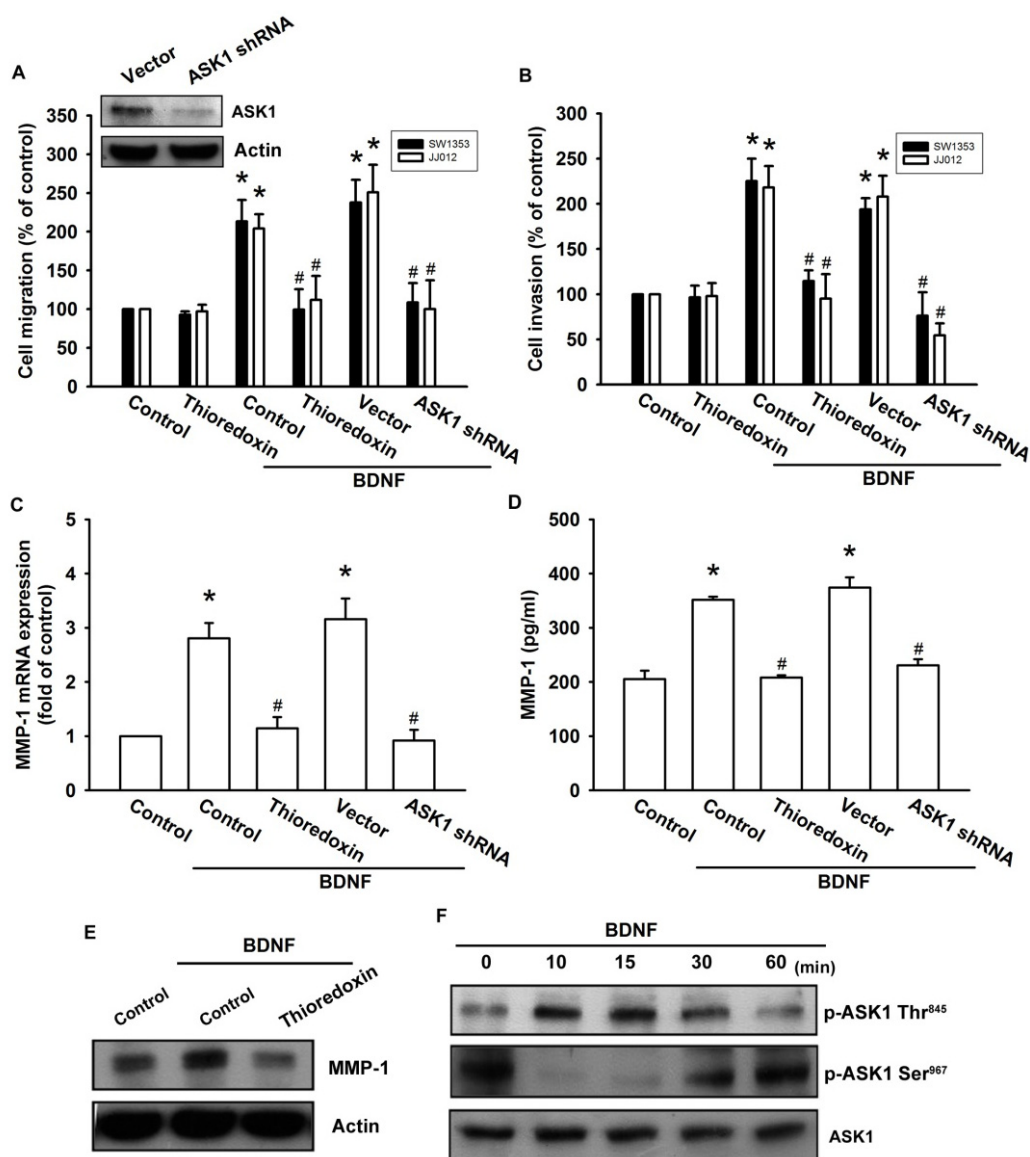 A
Vector
ASK1 shRNA
ASK1
Actin
SW1353
JJ012
Cell migration (% of control)
350
300
250
200
150
100
50
0
* * * *
# # # #
Control
Thioredoxin
Control
Thioredoxin
Vector
ASK1 shRNA
BDNF
B
SW1353
JJ012
Cell invasion (% of control)
300
250
200
150
100
50
0
* * * *
# # # #
Control
Thioredoxin
Control
Thioredoxin
Vector
ASK1 shRNA
BDNF
C
MMP-1 mRNA expression
(fold of control)
5
4
3
2
1
0
* # * #
Control
Control
Thioredoxin
Vector
ASK1 shRNA
BDNF
D
MMP-1 (pg/ml)
500
400
300
200
100
0
* # * #
Control
Control
Thioredoxin
Vector
ASK1 shRNA
BDNF
E
BDNF
Control
Control
Thioredoxin
MMP-1
Actin
F
BDNF
0 10 15 30 60 (min)
p-ASK1 Thr⁸⁴⁵
p-ASK1 Ser⁹⁶⁷
ASK1